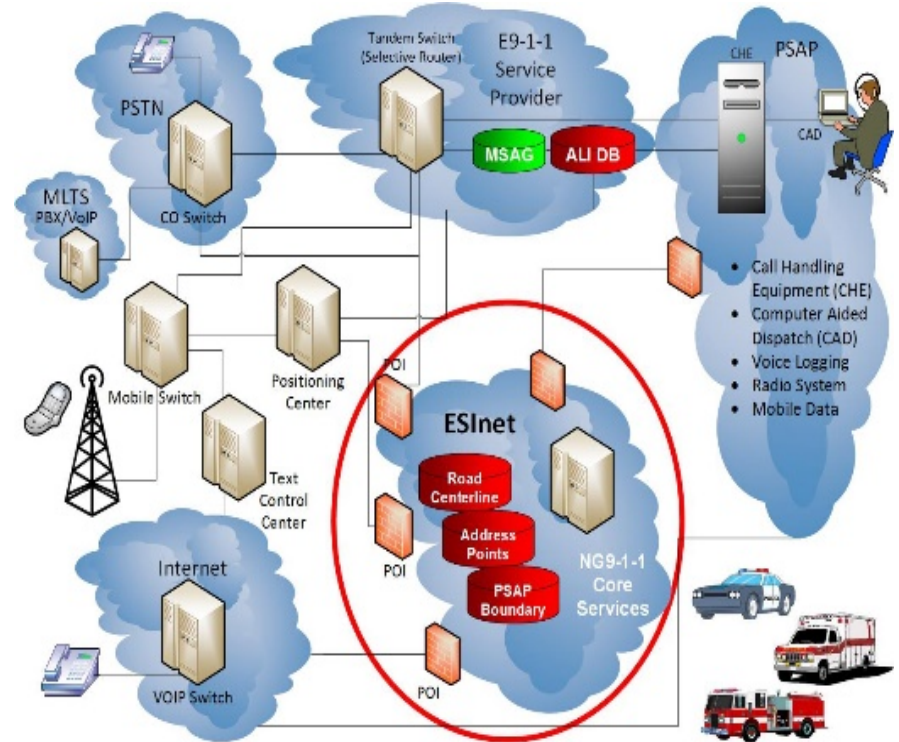 Tandem Switch
(Selective Router)
E9-1-1
Service
Provider
CHE
PSAP
PSTN
CAD
MSAG
ALI DB
MLTS
PBX/VoIP
CO Switch
• Call Handling
Equipment (CHE)
• Computer Aided
Dispatch (CAD)
• Voice Logging
• Radio System
• Mobile Data
Mobile Switch
Positioning
Center
POI
ESInet
Road
Centerline
Text
Control
Center
Address
Points
POI
NG9-1-1
Core
Services
PSAP
Boundary
Internet
VOIP Switch
POI